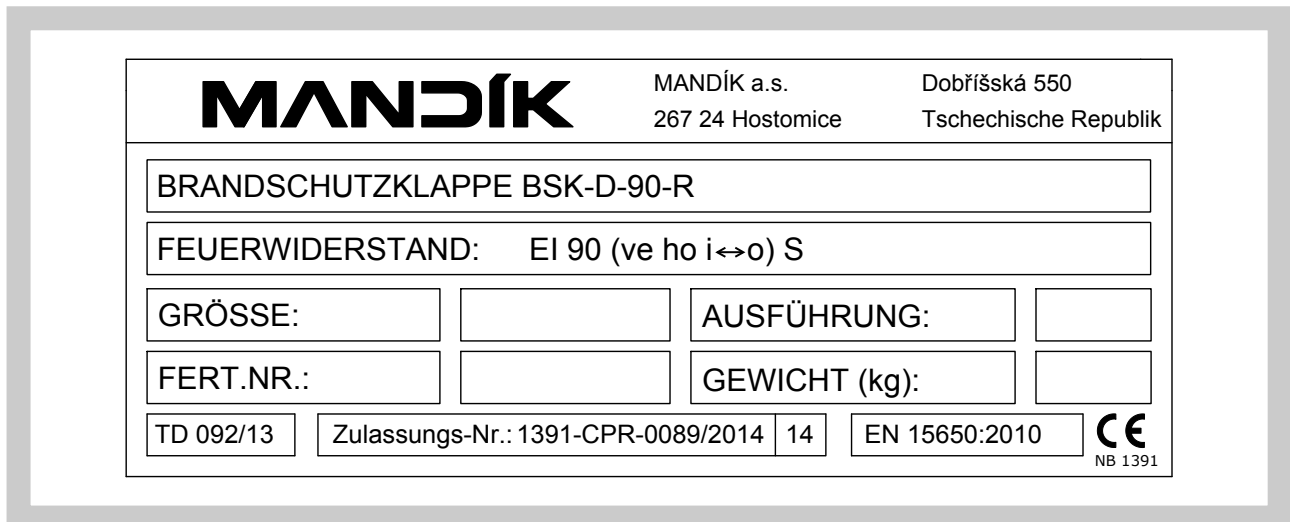 MANDÍK
MANDÍK a.s. Dobříšská 550
267 24 Hostomice Tschechische Republik
BRANDSCHUTZKLAPPE BSK-D-90-R
FEUERWIDERSTAND: EI 90 (ve ho i↔o) S
GRÖSSE: AUSFÜHRUNG:
FERT.NR.: GEWICHT (kg):
TD 092/13 Zulassungs-Nr.: 1391-CPR-0089/2014 14 EN 15650:2010 CE
NB 1391